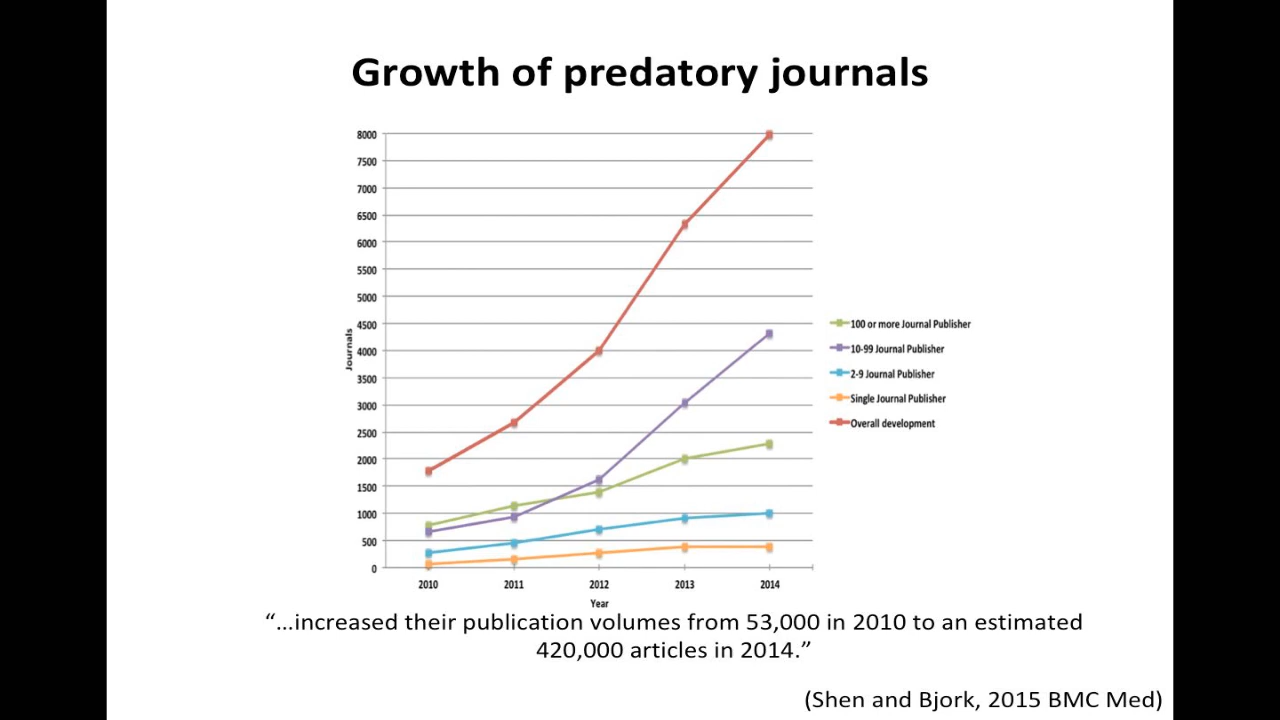 Growth of predatory journals
8000
7500
7000
6500
6000
5500
5000
4500
4000
3500
3000
2500
2000
1500
1000
500
0
Journals
2010 2011 2012 2013 2014
Year
100 or more Journal Publisher
10-99 Journal Publisher
2-9 Journal Publisher
Single Journal Publisher
Overall development
“...increased their publication volumes from 53,000 in 2010 to an estimated
420,000 articles in 2014.”
(Shen and Bjork, 2015 BMC Med)